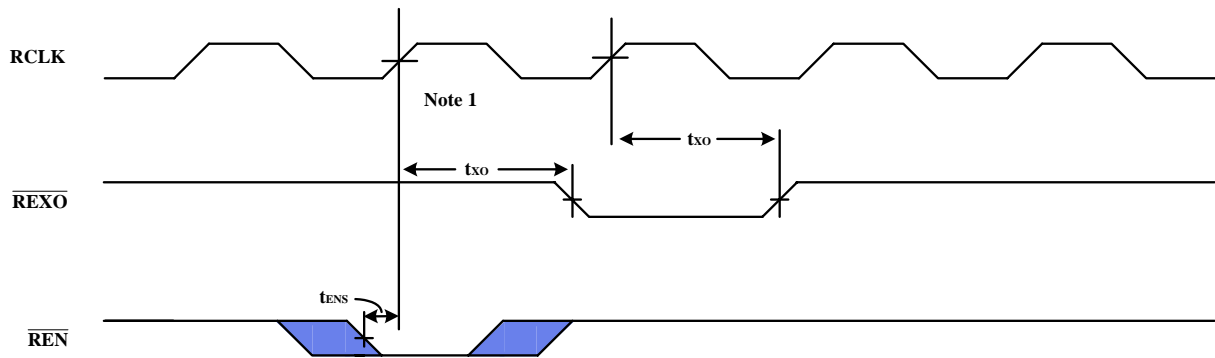 RCLK
Note 1
tXO
tXO
REXO
tENS
REN